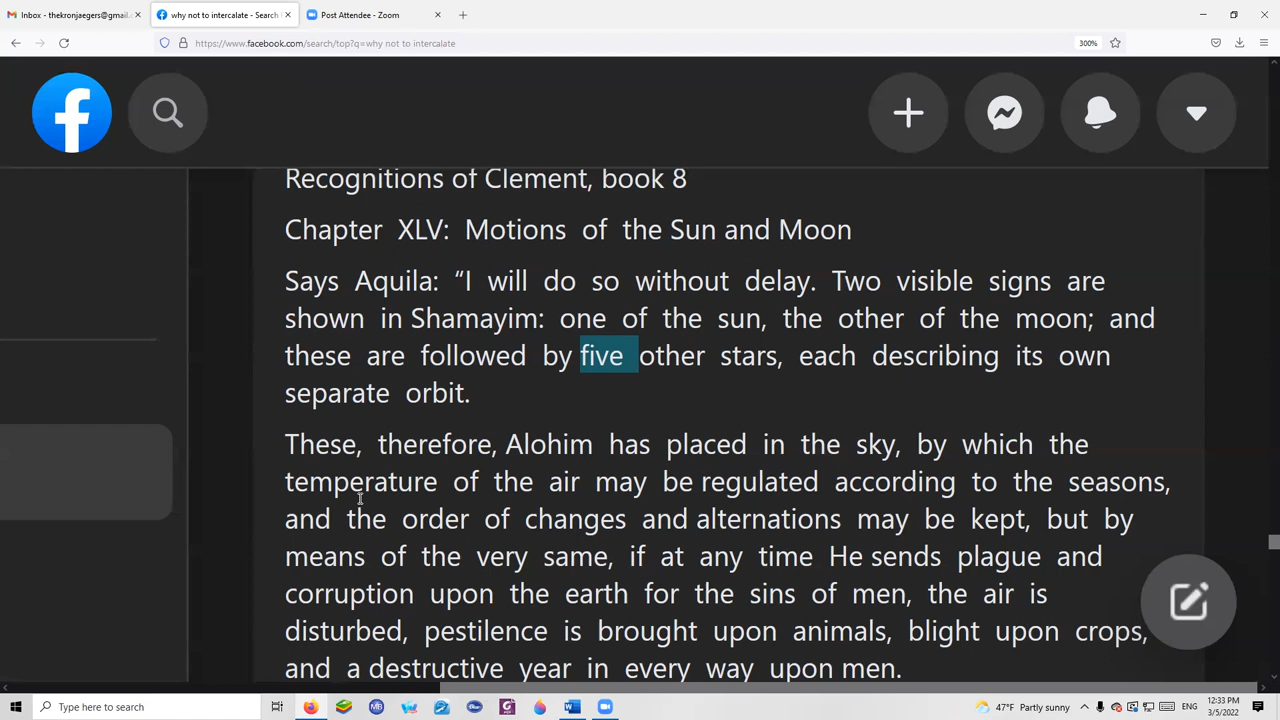 Inbox - thekronjaegers@gmail.
why not to intercalate - Search
Post Attendee - Zoom
https://www.facebook.com/search/top?q=why not to intercalate
300%
Recognitions of Clement, book 8
Chapter XLV: Motions of the Sun and Moon
Says Aquila: “I will do so without delay. Two visible signs are
shown in Shamayim: one of the sun, the other of the moon; and
these are followed by five other stars, each describing its own
separate orbit.
These, therefore, Alohim has placed in the sky, by which the
temperature of the air may be regulated according to the seasons,
and the order of changes and alternations may be kept, but by
means of the very same, if at any time He sends plague and
corruption upon the earth for the sins of men, the air is
disturbed, pestilence is brought upon animals, blight upon crops,
and a destructive year in every way upon men.
Type here to search
47°F Partly sunny
12:33 PM
3/5/2022